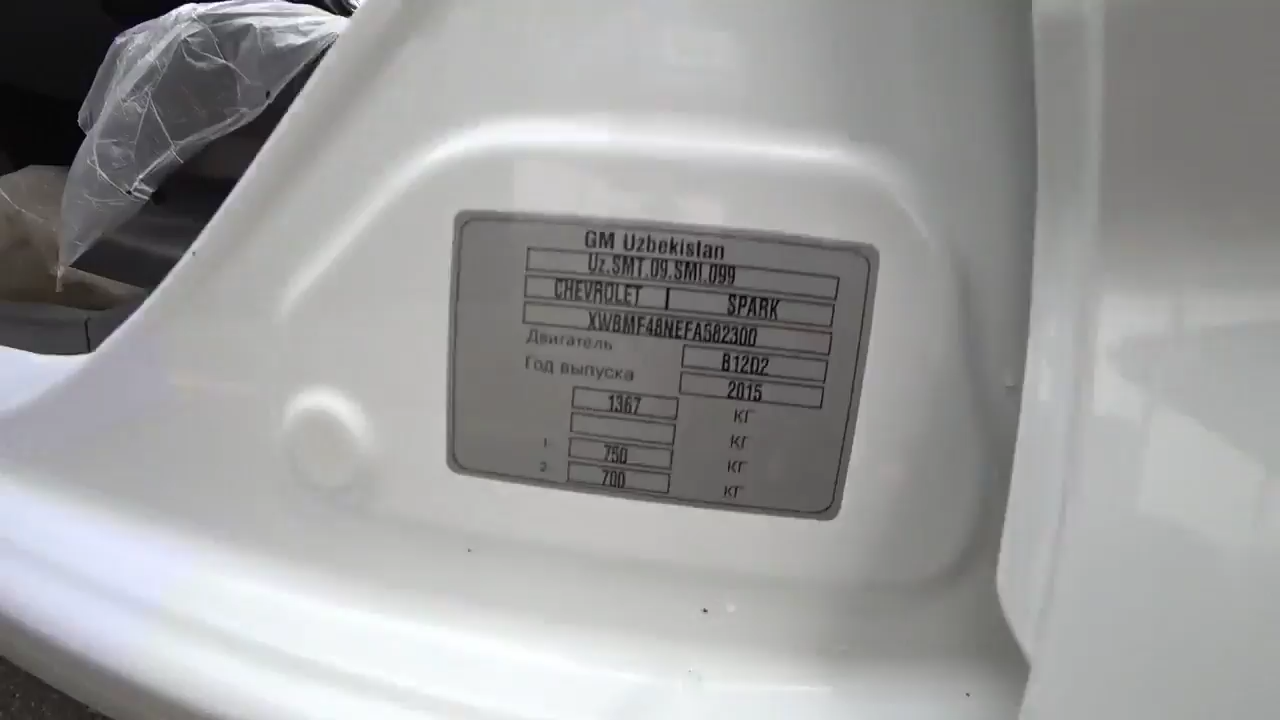 GM Uzbekistan
Uz.SMT.09.SMI.099
CHEVROLET SPARK
XWBMF48NEFA582300
Двигатель B12D2
Год выпуска 2015
1367 КГ
КГ
1 750 КГ
2 700 КГ